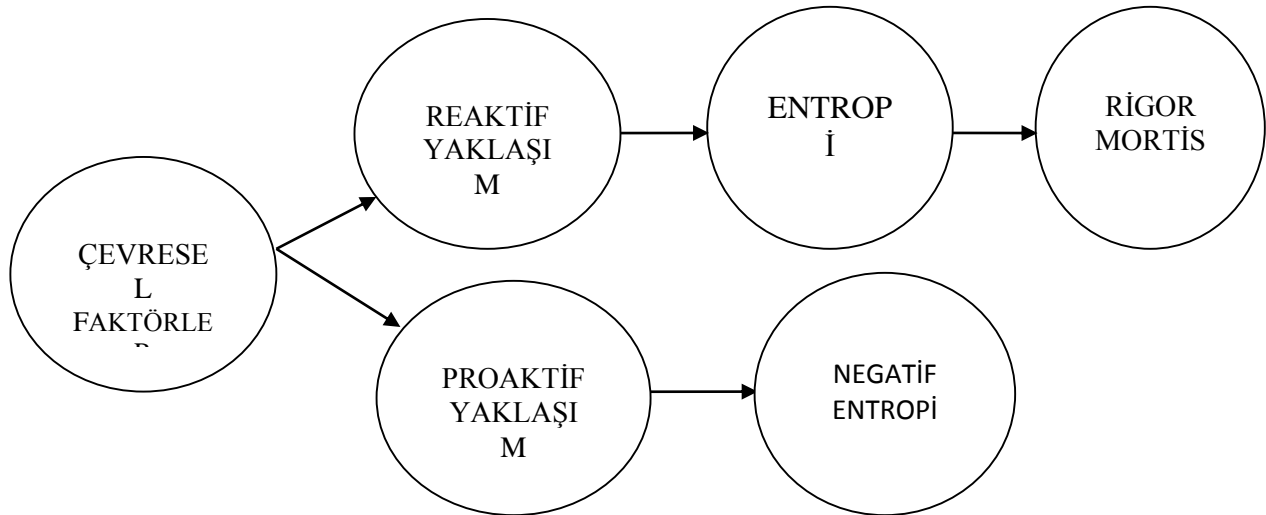 REAKTİF
YAKLAŞI
M
ENTROP
İ
RİGOR
MORTİS
ÇEVRESE
L
FAKTÖRLE
PROAKTİF
YAKLAŞI
M
NEGATİF
ENTROPİ